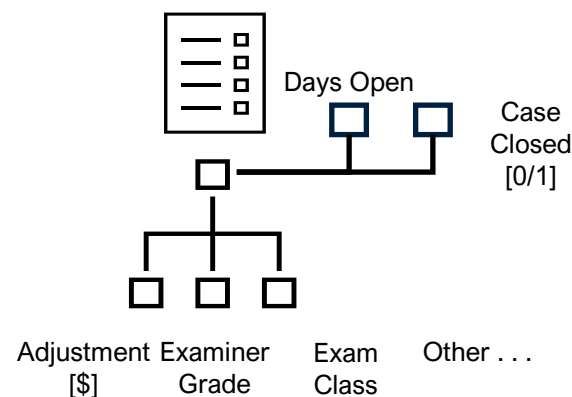 Days Open
Case
Closed
[0/1]
Adjustment Examiner Exam Other . . .
[$] Grade Class